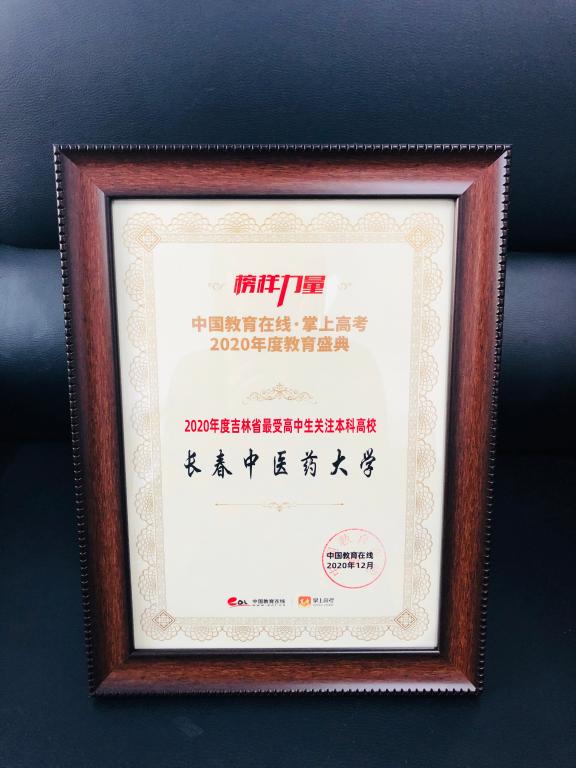 榜样力量
中国教育在线·掌上高考
2020年度教育盛典
2020年度吉林省最受高中生关注本科高校
长春中医药大学
中国教育在线
2020年12月
中国教育在线
掌上高考